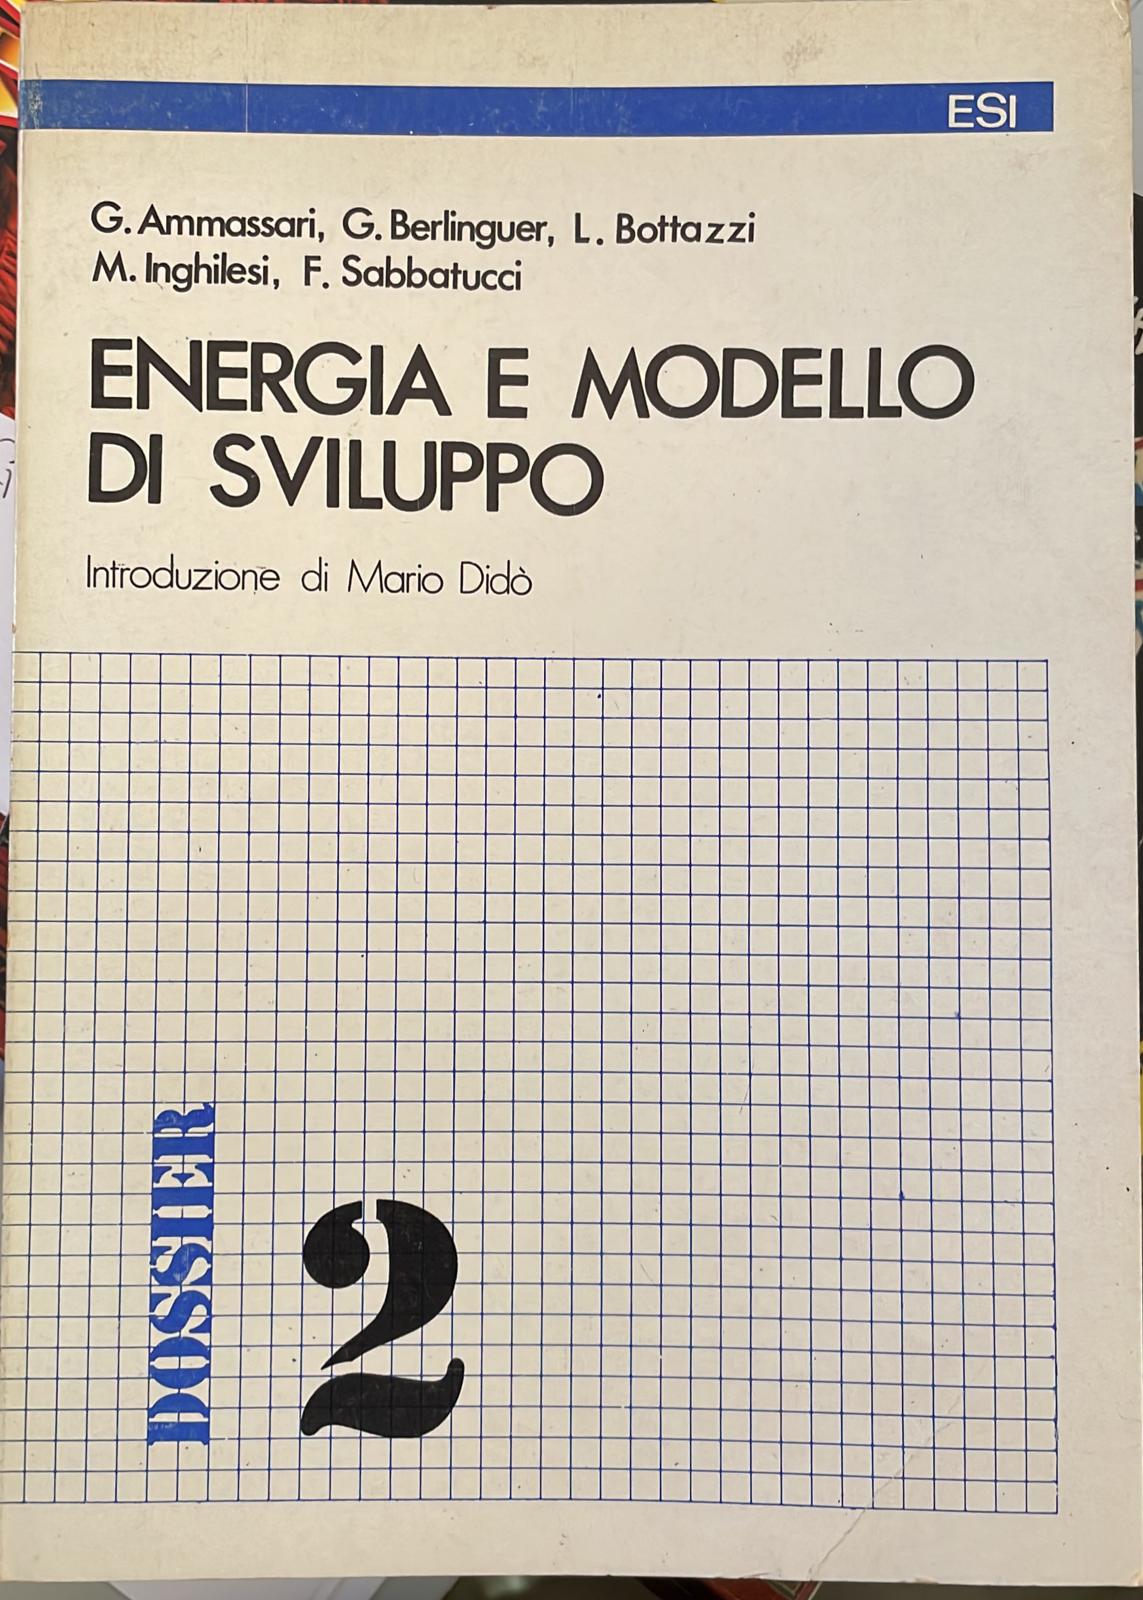 ESI
G. Ammassari, G. Berlinguer, L. Bottazzi
M. Inghilesi, F. Sabbatucci
ENERGIA E MODELLO
DI SVILUPPO
Introduzione di Mario Didò
DOSSIER
2